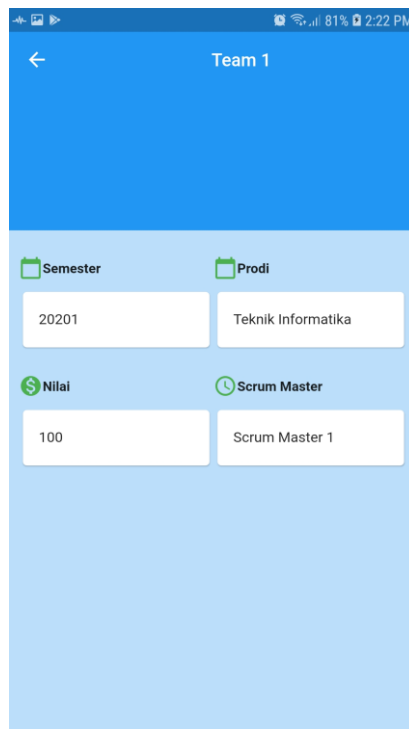 81% 2:22 PM
Team 1
Semester
Prodi
20201
Teknik Informatika
Nilai
Scrum Master
100
Scrum Master 1